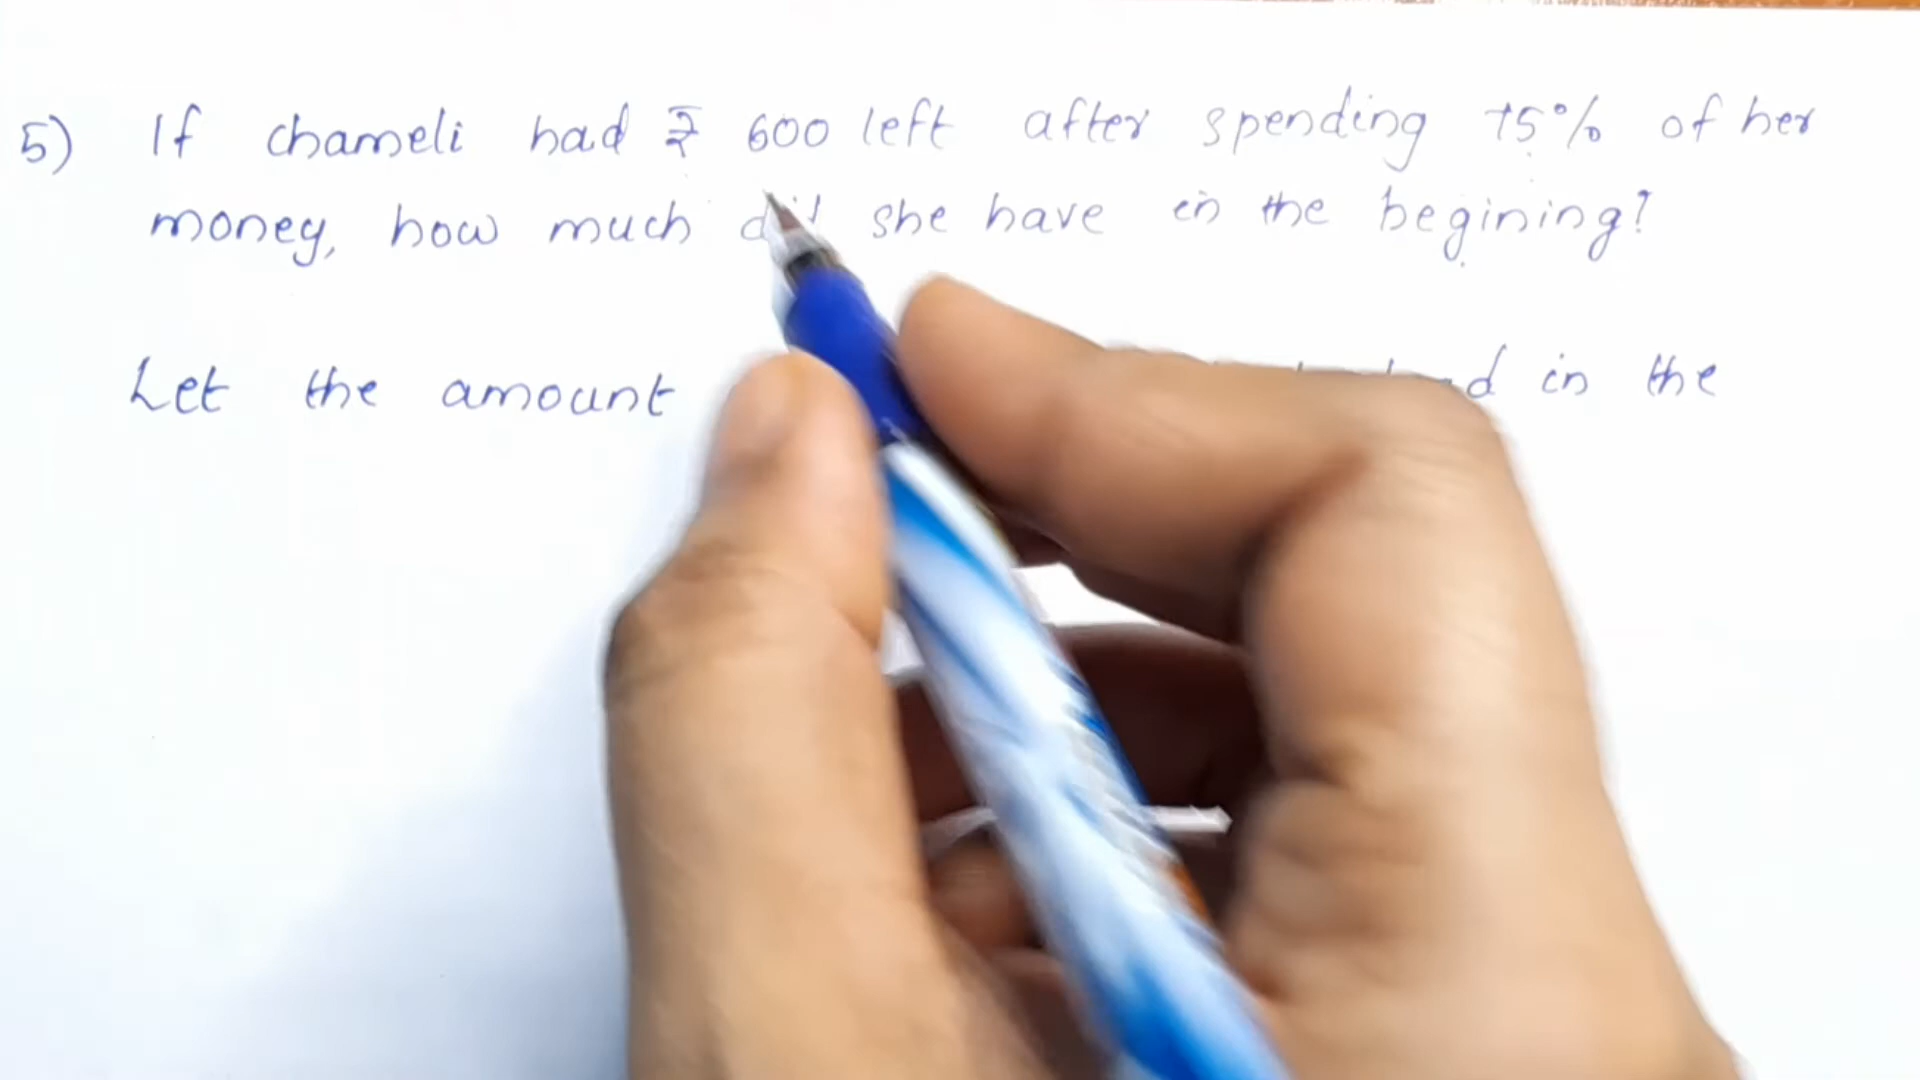 5) If chameli had ₹ 600 left after spending 75% of her
money, how much did she have in the begining?
Let the amount in the